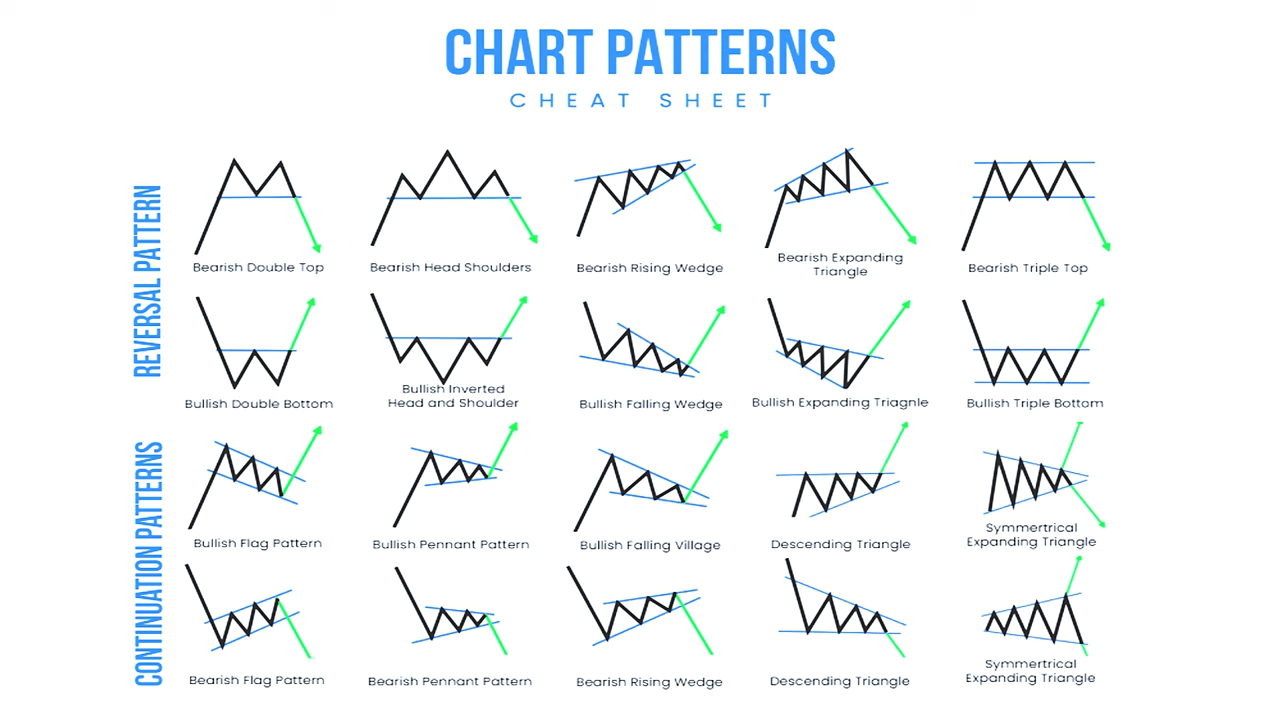 CHART PATTERNS
CHEAT SHEET
REVERSAL PATTERN
Bearish Double Top
Bearish Head Shoulders
Bearish Rising Wedge
Bearish Expanding
Triangle
Bearish Triple Top
Bullish Double Bottom
Bullish Inverted
Head and Shoulder
Bullish Falling Wedge
Bullish Expanding Triagnle
Bullish Triple Bottom
CONTINUATION PATTERNS
Bullish Flag Pattern
Bullish Pennant Pattern
Bullish Falling Village
Descending Triangle
Symmertrical
Expanding Triangle
Bearish Flag Pattern
Bearish Pennant Pattern
Bearish Rising Wedge
Descending Triangle
Symmertrical
Expanding Triangle